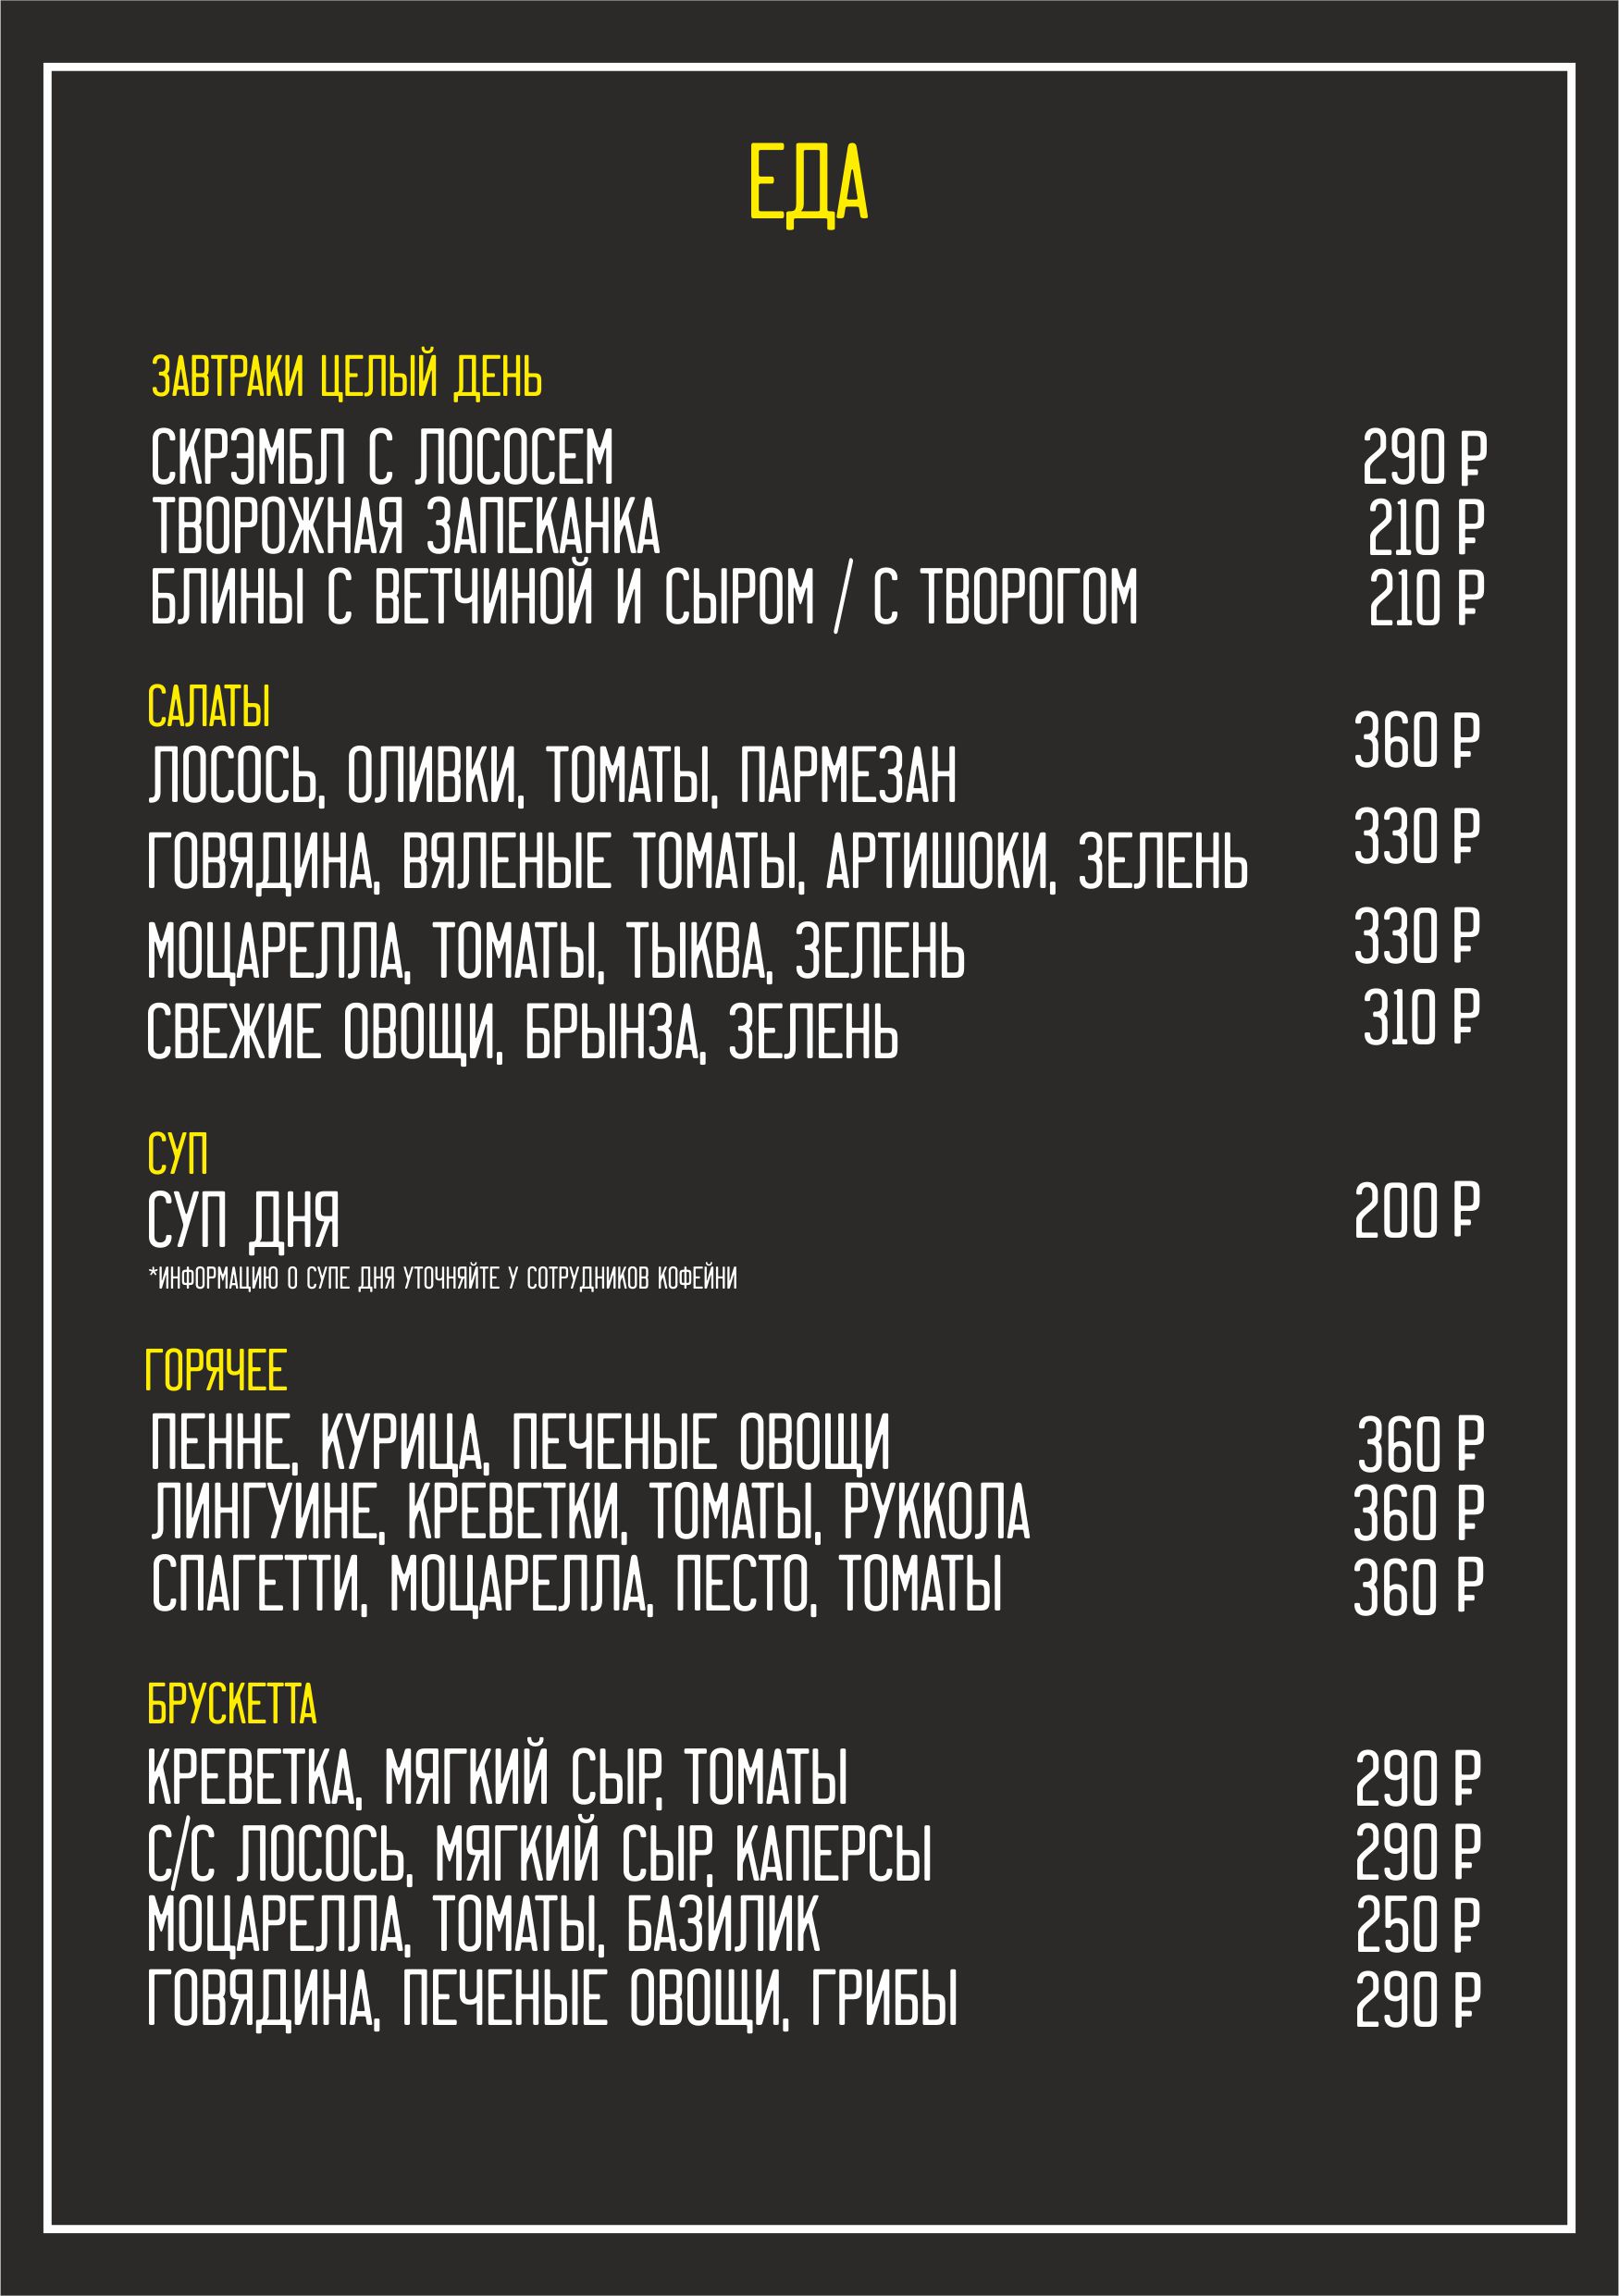 ЕДА
ЗАВТРАКИ ЦЕЛЫЙ ДЕНЬ
СКРЭМБЛ С ЛОСОСЕМ 290 ₽
ТВОРОЖНАЯ ЗАПЕКАНКА 210 ₽
БЛИНЫ С ВЕТЧИНОЙ И СЫРОМ / С ТВОРОГОМ 210 ₽
САЛАТЫ
ЛОСОСЬ, ОЛИВКИ, ТОМАТЫ, ПАРМЕЗАН 360 ₽
ГОВЯДИНА, ВЯЛЕНЫЕ ТОМАТЫ, АРТИШОКИ, ЗЕЛЕНЬ 330 ₽
МОЦАРЕЛЛА, ТОМАТЫ, ТЫКВА, ЗЕЛЕНЬ 330 ₽
СВЕЖИЕ ОВОЩИ, БРЫНЗА, ЗЕЛЕНЬ 310 ₽
СУП
СУП ДНЯ 200 ₽
*ИНФОРМАЦИЮ О СУПЕ ДНЯ УТОЧНЯЙТЕ У СОТРУДНИКОВ КОФЕЙНИ
ГОРЯЧЕЕ
ПЕННЕ, КУРИЦА, ПЕЧЕНЫЕ ОВОЩИ 360 ₽
ЛИНГУИНЕ, КРЕВЕТКИ, ТОМАТЫ, РУККОЛА 360 ₽
СПАГЕТТИ, МОЦАРЕЛЛА, ПЕСТО, ТОМАТЫ 360 ₽
БРУСКЕТТА
КРЕВЕТКА, МЯГКИЙ СЫР, ТОМАТЫ 290 ₽
С/С ЛОСОСЬ, МЯГКИЙ СЫР, КАПЕРСЫ 290 ₽
МОЦАРЕЛЛА, ТОМАТЫ, БАЗИЛИК 250 ₽
ГОВЯДИНА, ПЕЧЕНЫЕ ОВОЩИ, ГРИБЫ 290 ₽